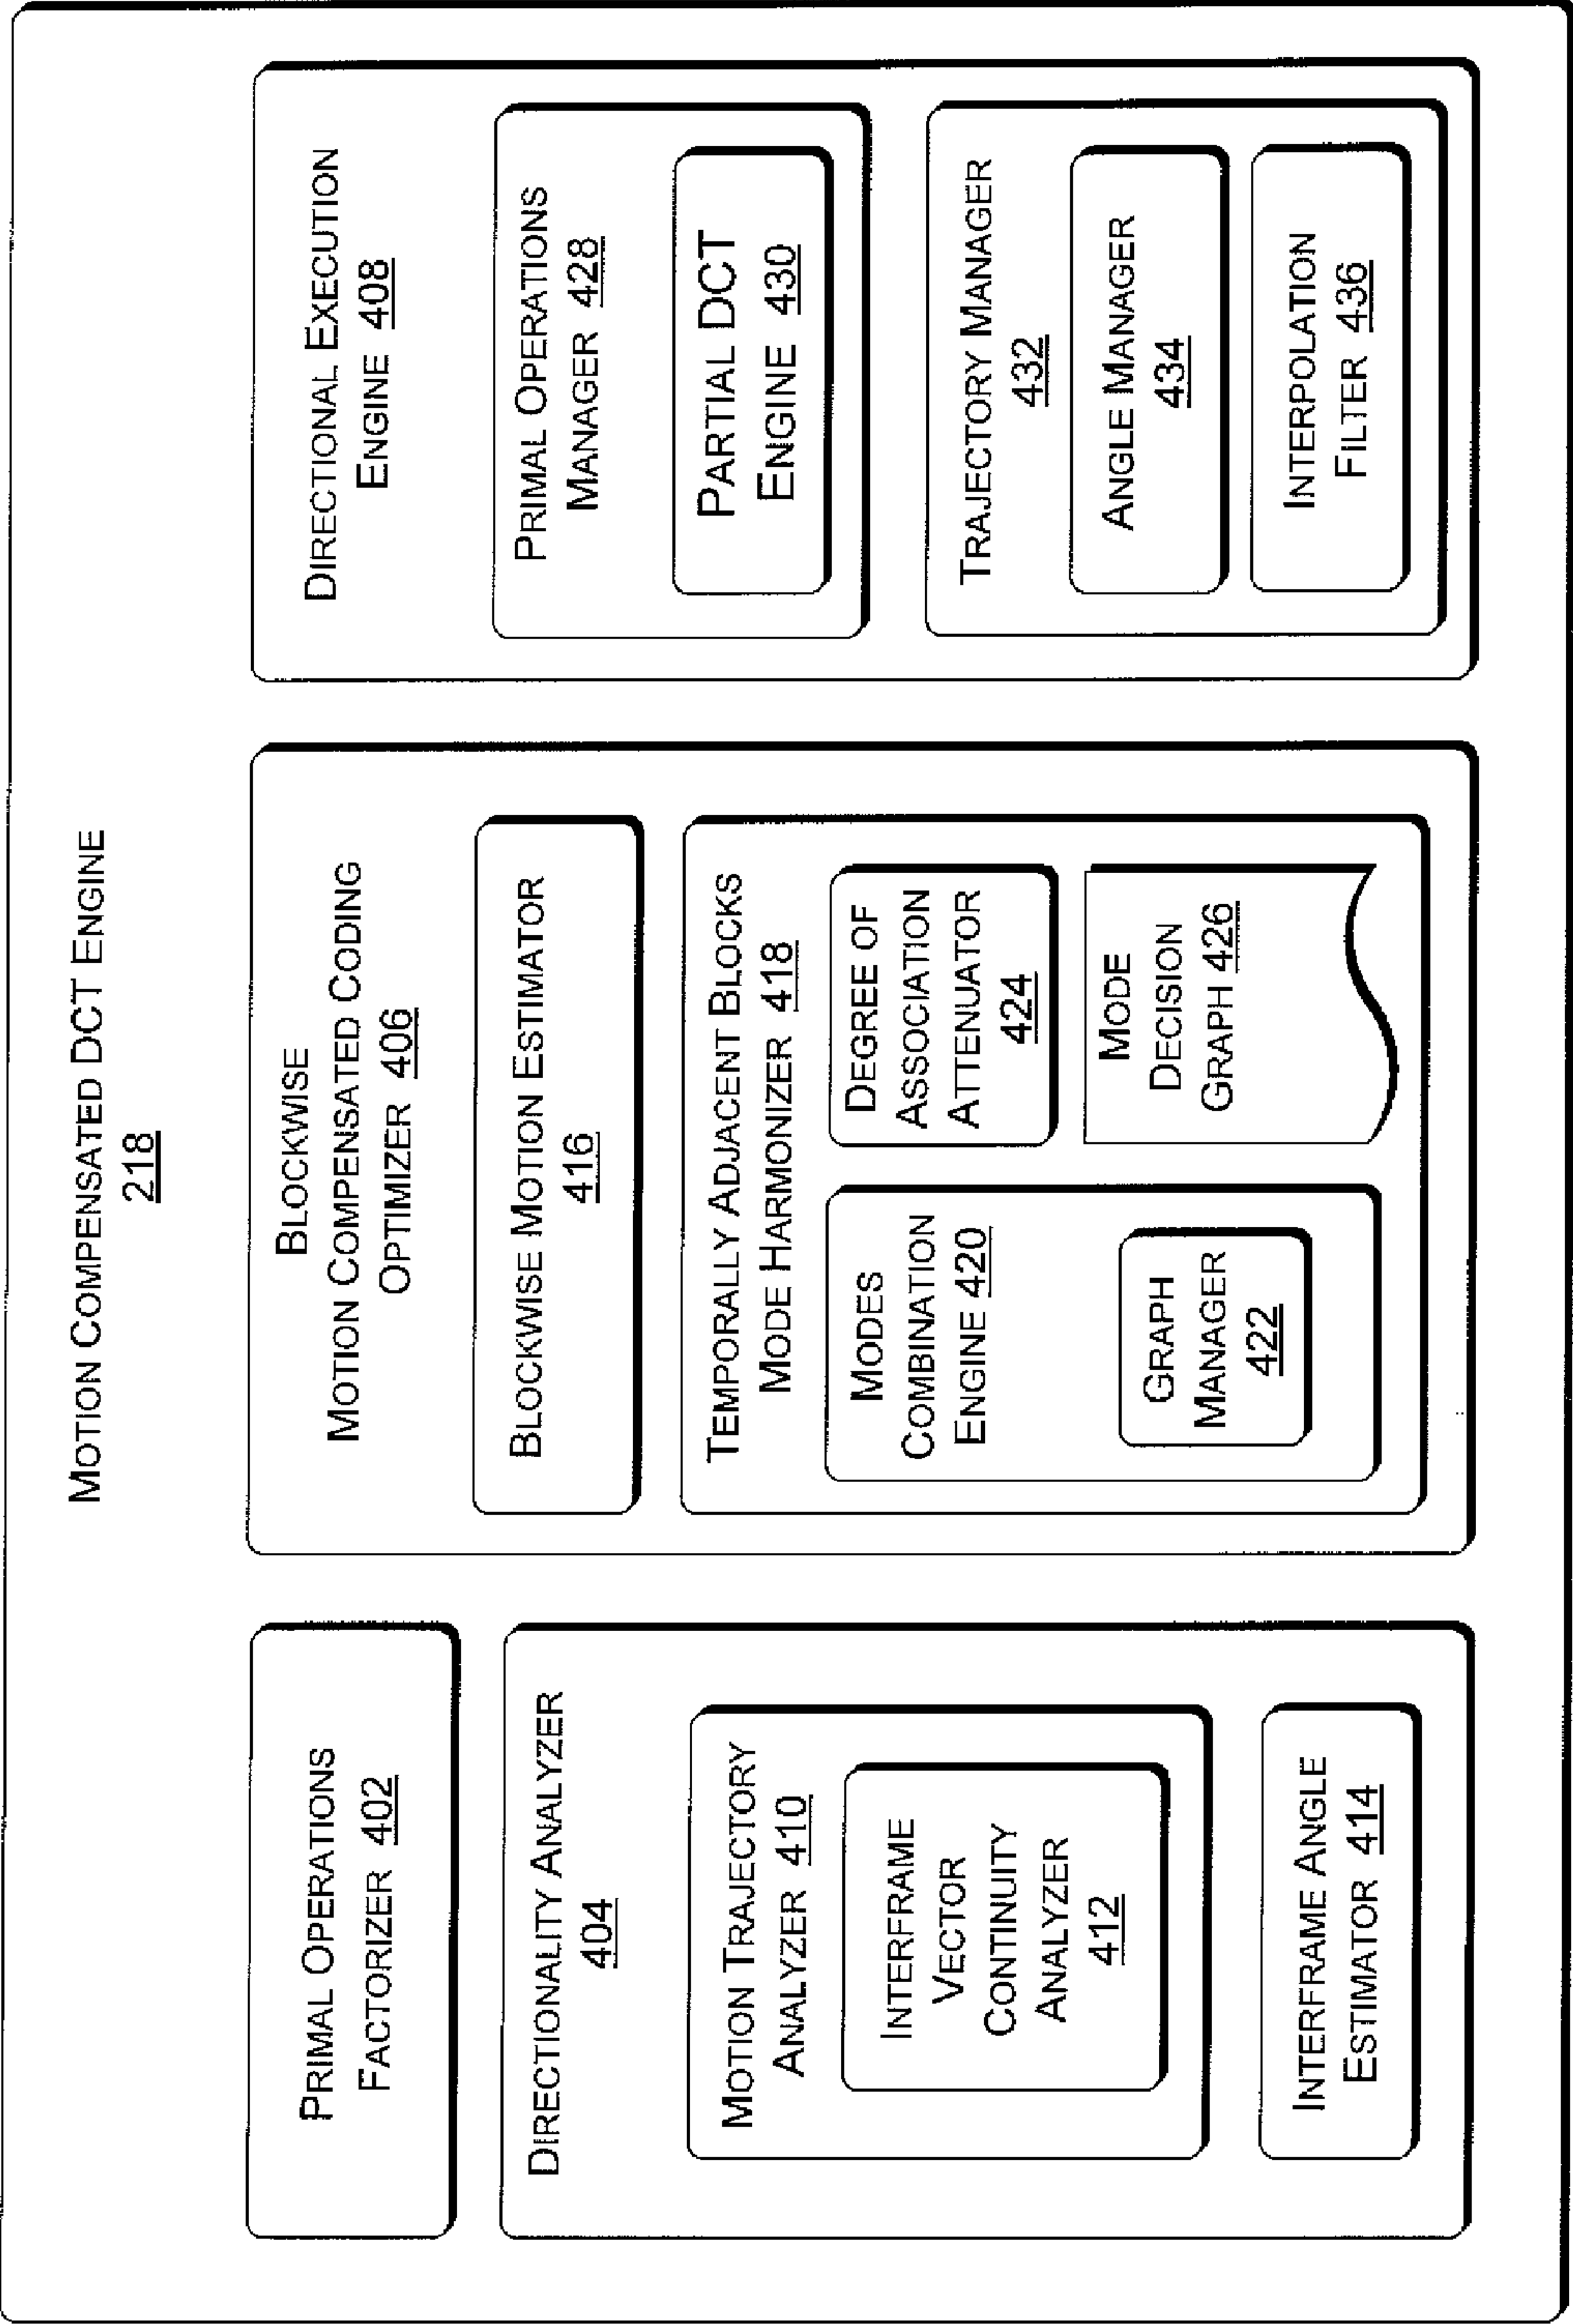 MOTION COMPENSATED DCT ENGINE
218
PRIMAL OPERATIONS
FACTORIZER 402
DIRECTIONALITY ANALYZER
404
MOTION TRAJECTORY
ANALYZER 410
INTERFRAME
VECTOR
CONTINUITY
ANALYZER
412
INTERFRAME ANGLE
ESTIMATOR 414
BLOCKWISE
MOTION COMPENSATED CODING
OPTIMIZER 406
BLOCKWISE MOTION ESTIMATOR
416
TEMPORALLY ADJACENT BLOCKS
MODE HARMONIZER 418
MODES
COMBINATION
ENGINE 420
GRAPH
MANAGER
422
DEGREE OF
ASSOCIATION
ATTENUATOR
424
MODE
DECISION
GRAPH 426
DIRECTIONAL EXECUTION
ENGINE 408
PRIMAL OPERATIONS
MANAGER 428
PARTIAL DCT
ENGINE 430
TRAJECTORY MANAGER
432
ANGLE MANAGER
434
INTERPOLATION
FILTER 436